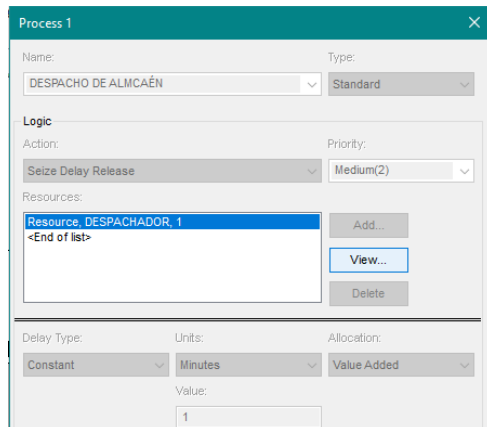 Process 1
Name: Type:
DESPACHO DE ALMCAÉN Standard
Logic
Action: Priority:
Seize Delay Release Medium(2)
Resources:
Resource, DESPACHADOR, 1 Add...
<End of list>
View...
Delete
Delay Type: Units: Allocation:
Constant Minutes Value Added
Value:
1